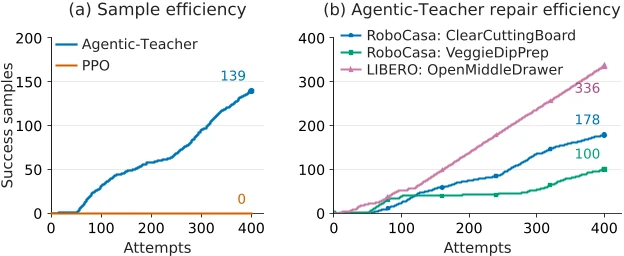 (a) Sample efficiency
Success samples
200
150
100
50
0
Agentic-Teacher
PPO
139
0
0 100 200 300 400
Attempts
(b) Agentic-Teacher repair efficiency
400
300
200
100
0
RoboCasa: ClearCuttingBoard
RoboCasa: VeggieDipPrep
LIBERO: OpenMiddleDrawer
336
178
100
0 100 200 300 400
Attempts